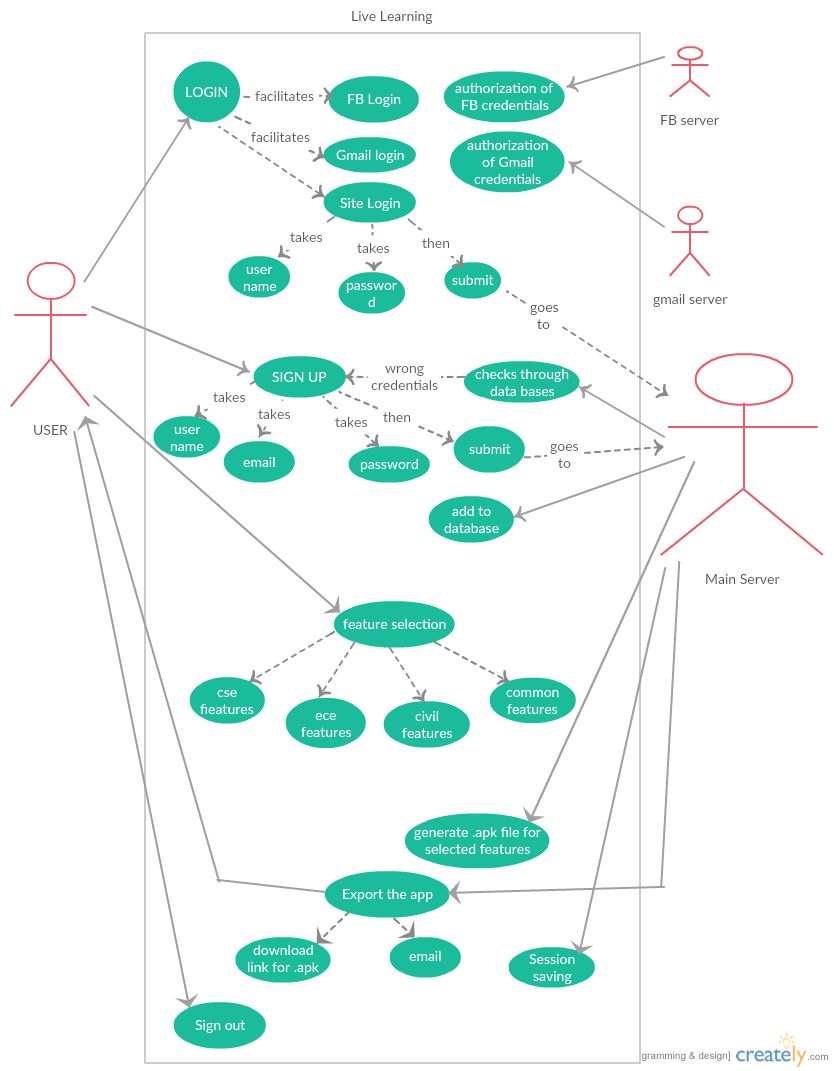 Live Learning
LOGIN
facilitates
FB Login
authorization of
FB credentials
FB server
facilitates
Gmail login
authorization
of Gmail
credentials
Site Login
gmail server
takes
takes
then
user
name
passwor
d
submit
goes
to
USER
SIGN UP
wrong
credentials
checks through
data bases
takes
takes
takes
then
user
name
email
password
submit
goes
to
add to
database
Main Server
feature selection
cse
fieatures
ece
features
civil
features
common
features
generate .apk file for
selected features
Export the app
download
link for .apk
email
Session
saving
Sign out
gramming & design]
creately.com